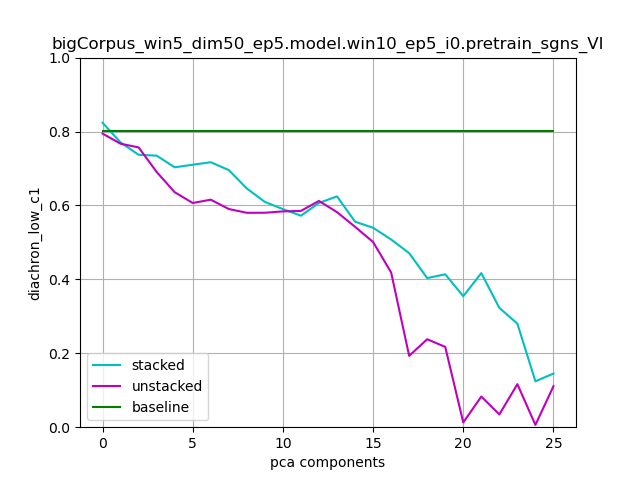 bigCorpus_win5_dim50_ep5.model.win10_ep5_i0.pretrain_sgns_VI
1.0
0.8
0.6
0.4
0.2
0.0
diachron_low_c1
stacked
unstacked
baseline
0 5 10 15 20 25
pca components